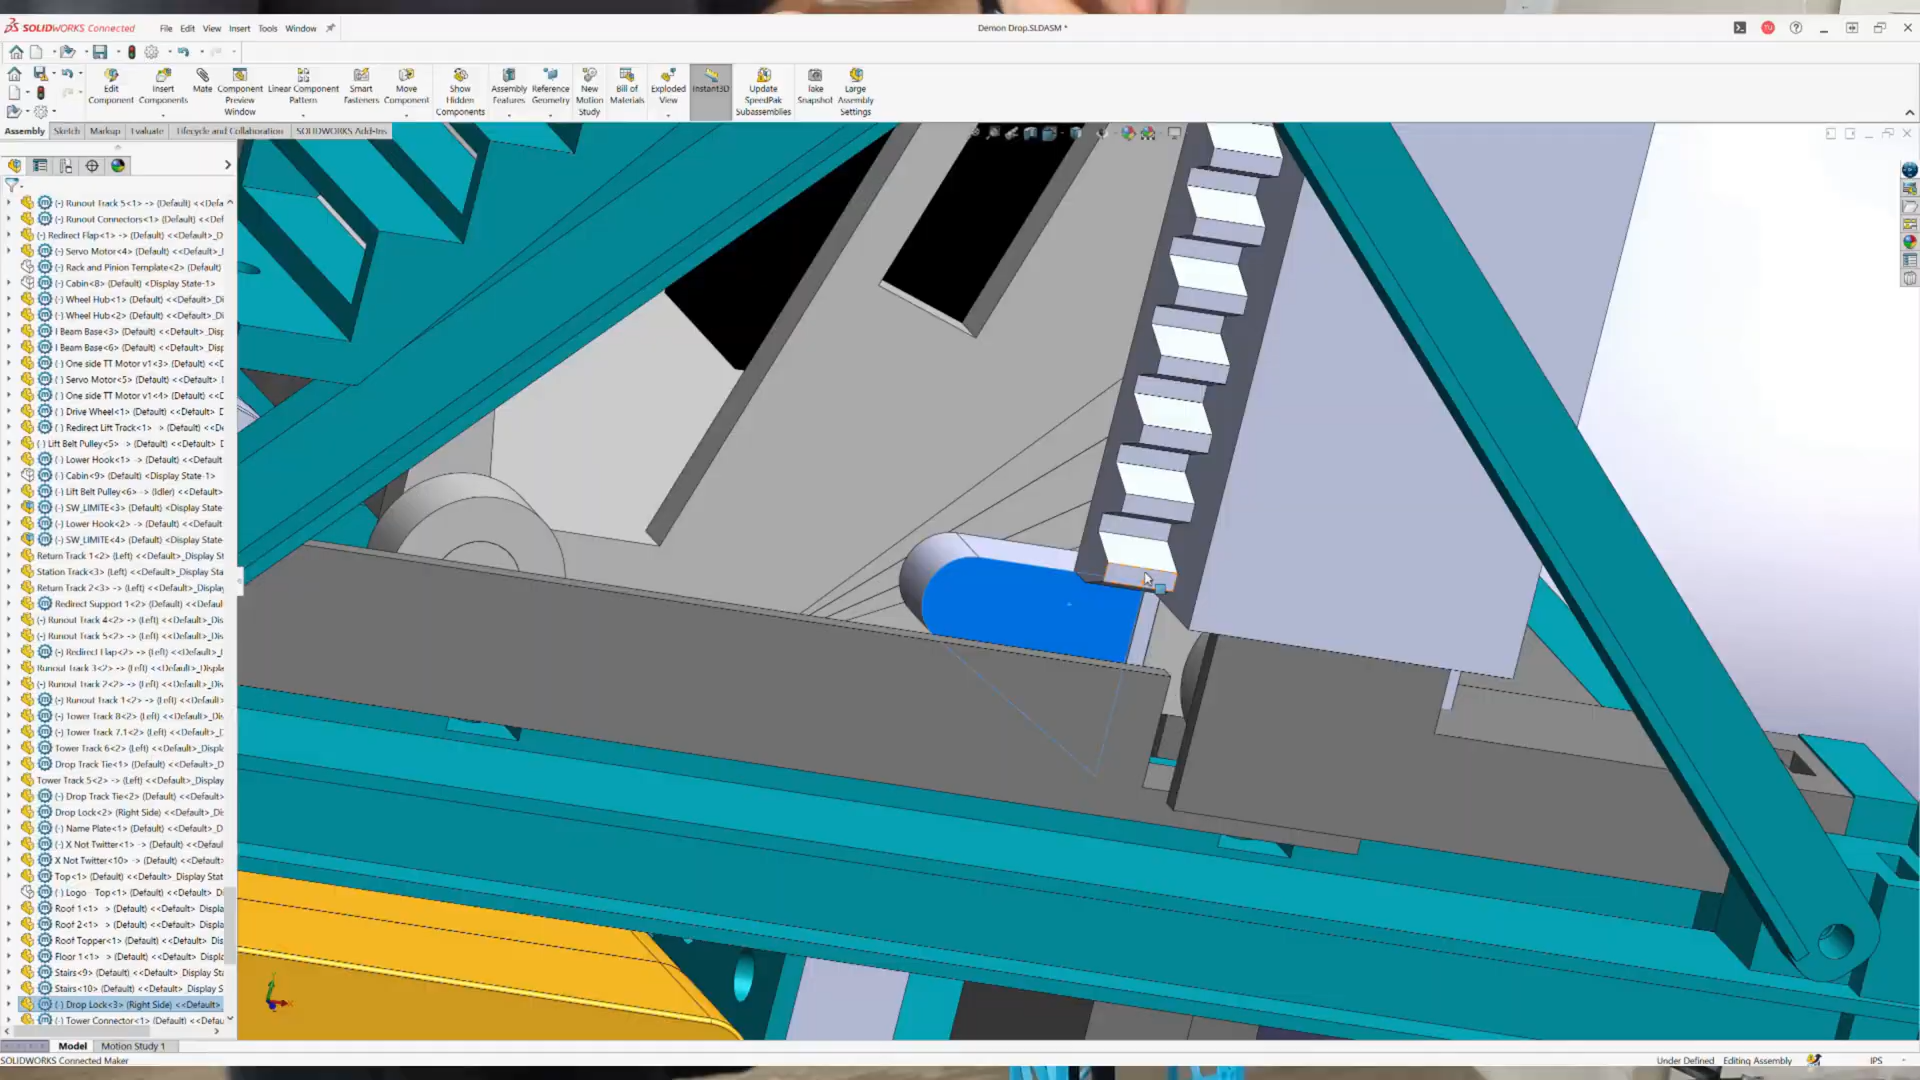 SOLIDWORKS Connected
File Edit View Insert Tools Window
Demon Drop.SLDASM *
Edit Component
Insert Components
Mate
Component Preview Window
Linear Component Pattern
Smart Fasteners
Move Component
Show Hidden Components
Assembly Features
Reference Geometry
New Motion Study
Bill of Materials
Exploded View
Instant3D
Update SpeedPak Subassemblies
Take Snapshot
Large Assembly Settings
Assembly Sketch Markup Evaluate Lifecycle and Collaboration SOLIDWORKS Add-Ins
(-) Runout Track 5<1> -> (Default) <<Defa
(-) Runout Connectors<1> (Default) <<Def
(-) Redirect Flap<1> -> (Default) <<Default>_D
(-) Servo Motor<4> (Default) <<Default>_
(-) Rack and Pinion Template<2> (Default)
(-) Cabin<8> (Default) <Display State-1>
(-) Wheel Hub<1> (Default) <<Default>_Di
(-) Wheel Hub<2> (Default) <<Default>_Di
I Beam Base<3> (Default) <<Default>_Disp
I Beam Base<6> (Default) <<Default>_Disp
(-) One side TT Motor v1<3> (Default) <<D
(-) Servo Motor<5> (Default) <<Default>_
(-) One side TT Motor v1<4> (Default) <<D
(-) Drive Wheel<1> (Default) <<Default>_D
(-) Redirect Lift Track<1> -> (Default) <<De
(-) Lift Belt Pulley<5> -> (Default) <<Default>_D
(-) Lower Hook<1> -> (Default) <<Default
(-) Cabin<9> (Default) <Display State-1>
(-) Lift Belt Pulley<6> -> (Idler) <<Default>
(-) SW_LIMITE<3> (Default) <Display State
(-) Lower Hook<2> -> (Default) <<Default
(-) SW_LIMITE<4> (Default) <Display State
Return Track 1<2> (Left) <<Default>_Display St
Station Track<3> (Left) <<Default>_Display Sta
Return Track 2<3> -> (Left) <<Default>_Display
Redirect Support 1<2> -> (Default) <<Defaul
(-) Runout Track 4<2> -> (Left) <<Default>_Dis
(-) Runout Track 5<2> -> (Left) <<Default>_Dis
(-) Redirect Flap<2> -> (Left) <<Default>_Disp
Runout Track 3<2> -> (Left) <<Default>_Displa
(-) Runout Track 2<2> -> (Left) <<Default>_Dis
(-) Runout Track 1<2> -> (Left) <<Default>_
(-) Tower Track 8<2> (Left) <<Default>_Dis
(-) Tower Track 7.1<2> -> (Left) <<Default>_
Tower Track 6<2> -> (Left) <<Default>_Displ
Drop Track Tie<1> (Default) <<Default>_Dis
Tower Track 5<2> -> (Left) <<Default>_Display
(-) Drop Track Tie<2> (Default) <<Default>
Drop Lock<2> (Right Side) <<Default>_Di
(-) Name Plate<1> (Default) <<Default>_D
(-) X Not Twitter<1> -> (Default) <<Defaul
X Not Twitter<10> -> (Default) <<Default
Top<1> (Default) <<Default>_Display Stat
(-) Logo - Top<1> (Default) <<Default>_Di
Roof 1<1> -> (Default) <<Default>_Displa
Roof 2<1> -> (Default) <<Default>_Displa
Roof Topper<1> (Default) <<Default>_Dis
Floor 1<1> -> (Default) <<Default>_Displa
Stairs<9> (Default) <<Default>_Display Sta
Stairs<10> (Default) <<Default>_Display S
(-) Drop Lock<3> (Right Side) <<Default>
(-) Tower Connector<1> (Default) <<Defau
Model Motion Study 1
SOLIDWORKS Connected Maker
Under Defined Editing Assembly IPS